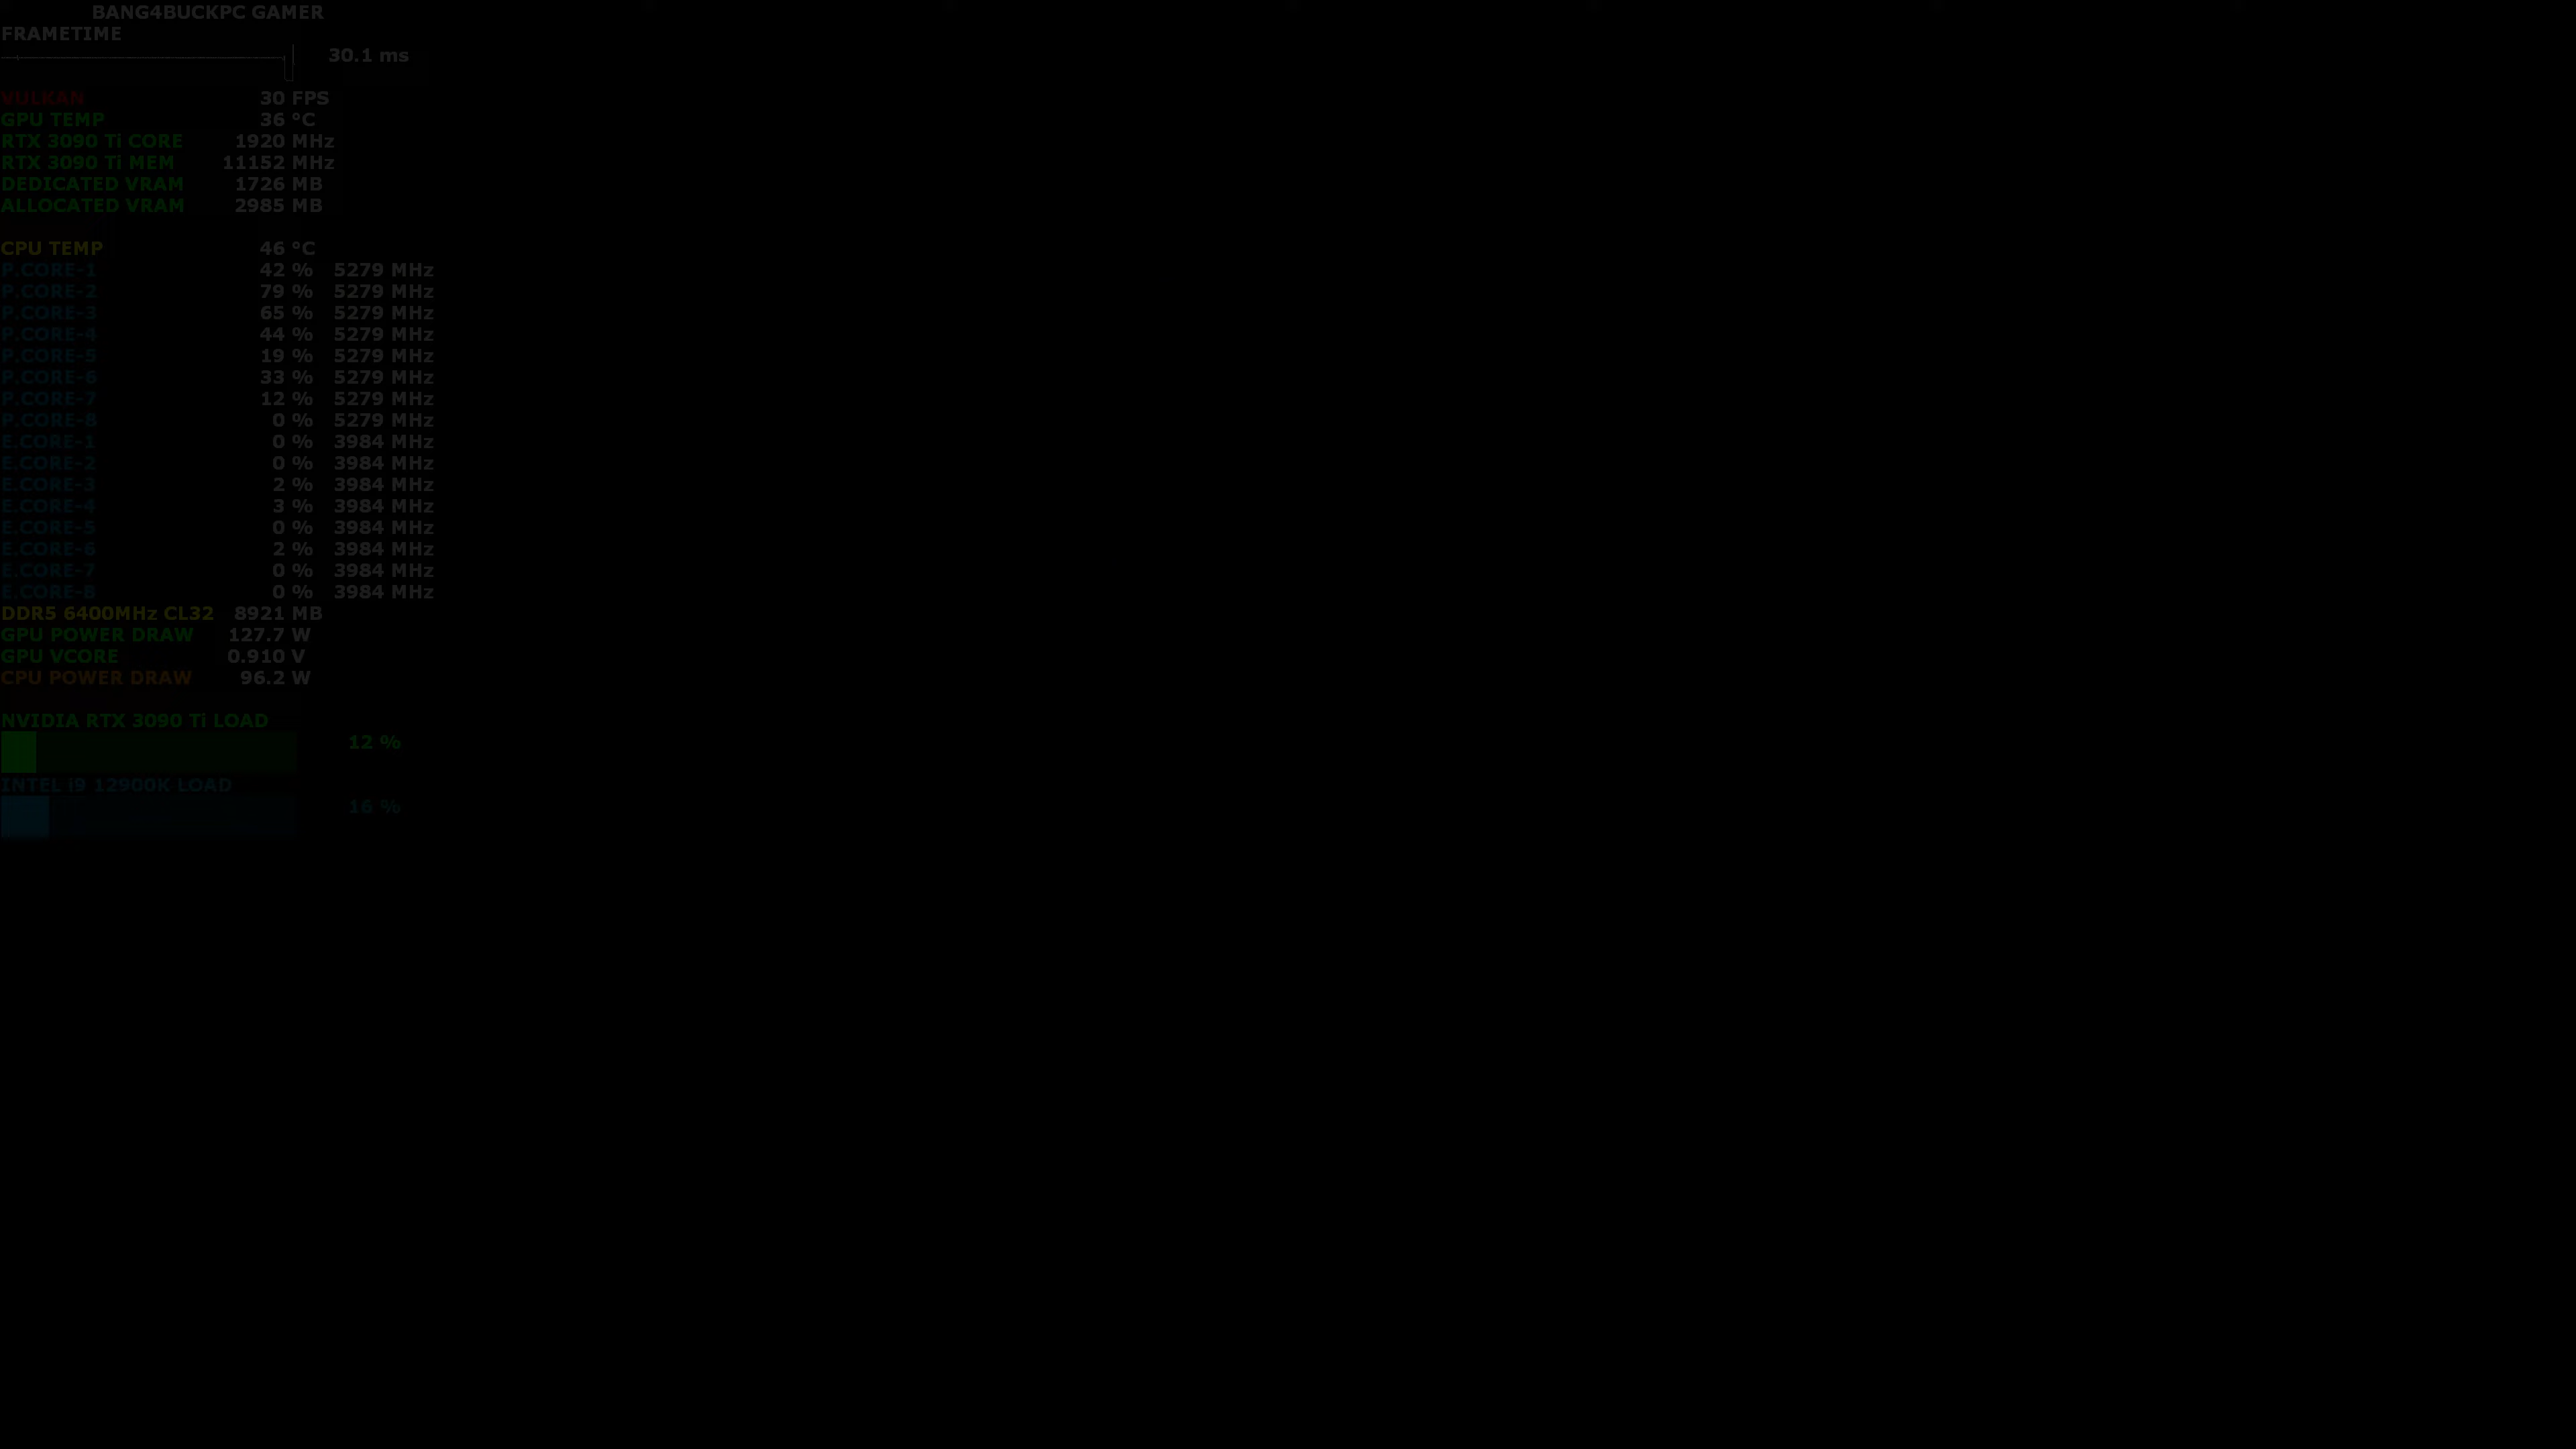 BANG4BUCKPC GAMER
FRAMETIME
30.1 ms
VULKAN 30 FPS
GPU TEMP 36 °C
RTX 3090 Ti CORE 1920 MHz
RTX 3090 Ti MEM 11152 MHz
DEDICATED VRAM 1726 MB
ALLOCATED VRAM 2985 MB
CPU TEMP 46 °C
P.CORE-1 42 % 5279 MHz
P.CORE-2 79 % 5279 MHz
P.CORE-3 65 % 5279 MHz
P.CORE-4 44 % 5279 MHz
P.CORE-5 19 % 5279 MHz
P.CORE-6 33 % 5279 MHz
P.CORE-7 12 % 5279 MHz
P.CORE-8 0 % 5279 MHz
E.CORE-1 0 % 3984 MHz
E.CORE-2 0 % 3984 MHz
E.CORE-3 2 % 3984 MHz
E.CORE-4 3 % 3984 MHz
E.CORE-5 0 % 3984 MHz
E.CORE-6 2 % 3984 MHz
E.CORE-7 0 % 3984 MHz
E.CORE-8 0 % 3984 MHz
DDR5 6400MHz CL32 8921 MB
GPU POWER DRAW 127.7 W
GPU VCORE 0.910 V
CPU POWER DRAW 96.2 W
NVIDIA RTX 3090 Ti LOAD
12 %
INTEL i9 12900K LOAD
16 %